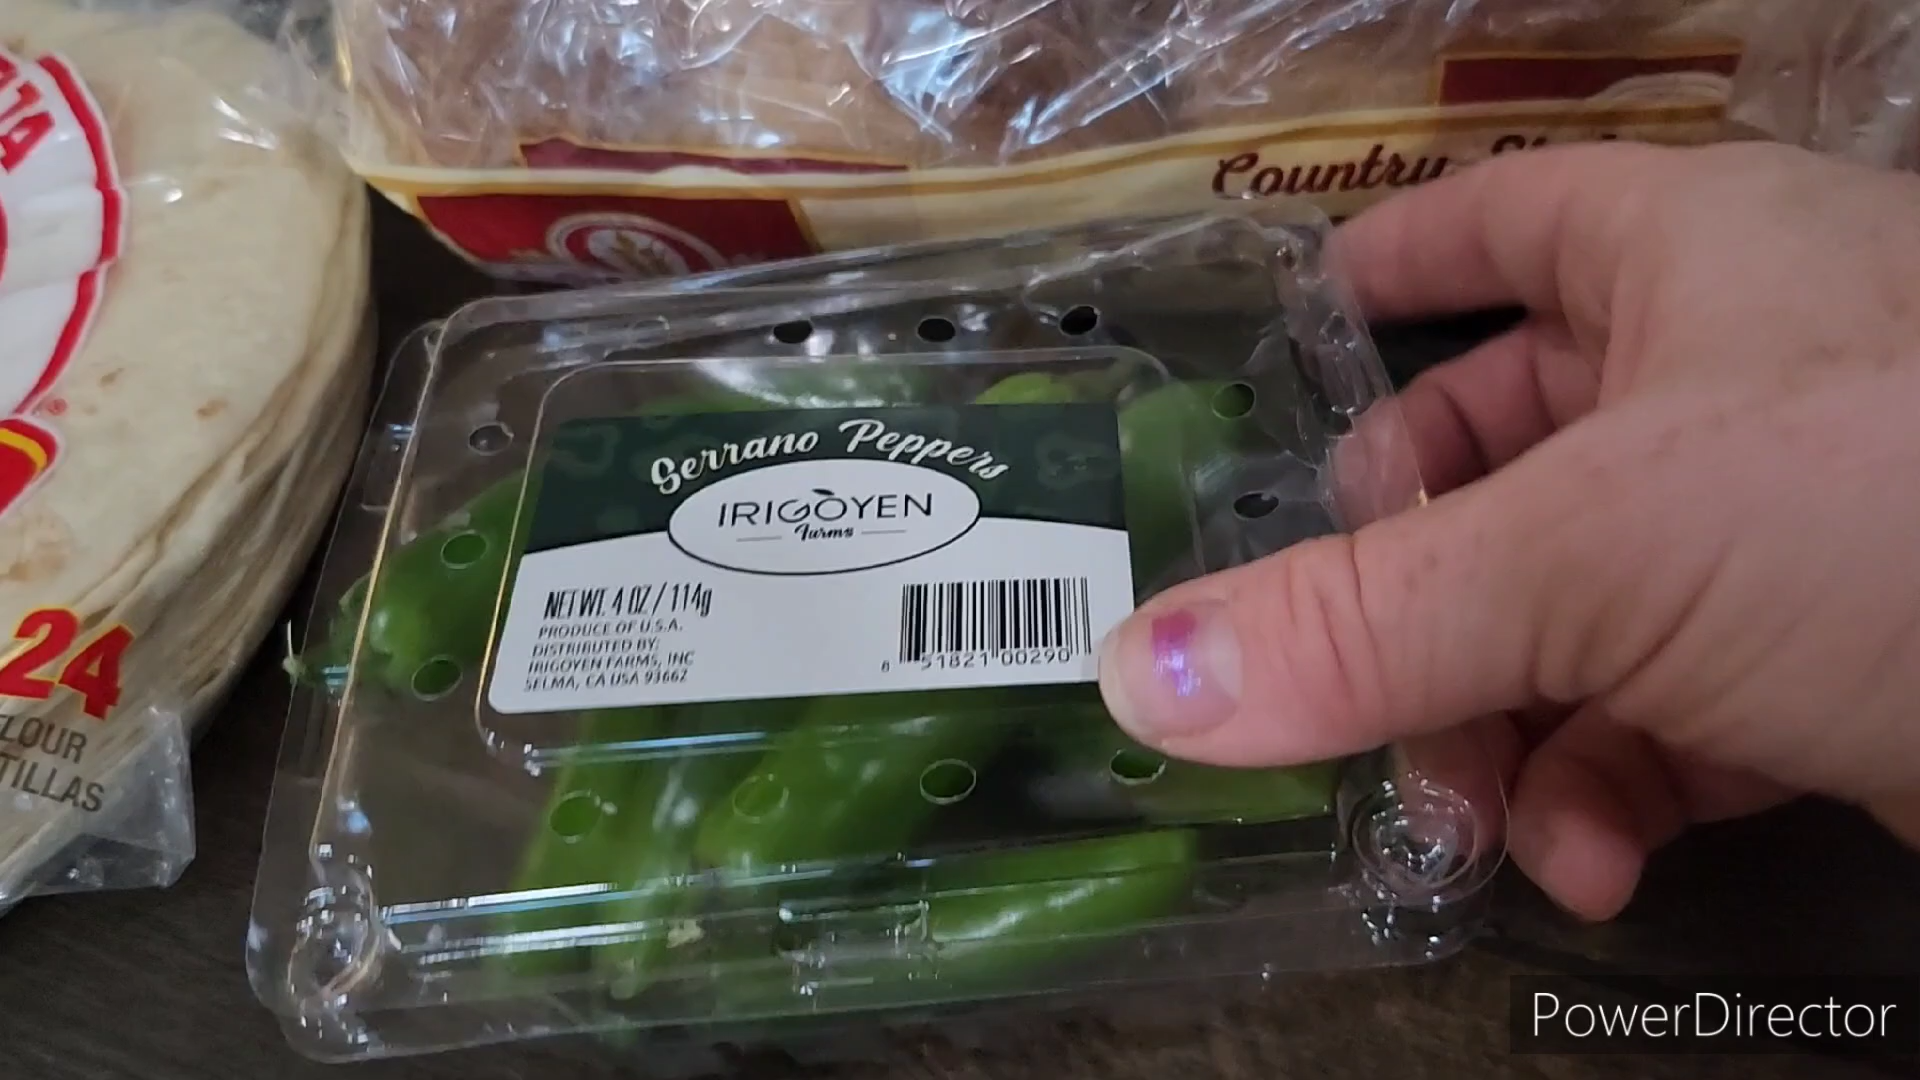 Country
Serrano Peppers
IRIGOYEN
Farms
NET WT. 4 OZ / 114g
PRODUCE OF U.S.A.
DISTRIBUTED BY:
IRIGOYEN FARMS, INC
SELMA, CA USA 93662
8 51821 00290
24
FLOUR
TILLAS
PowerDirector